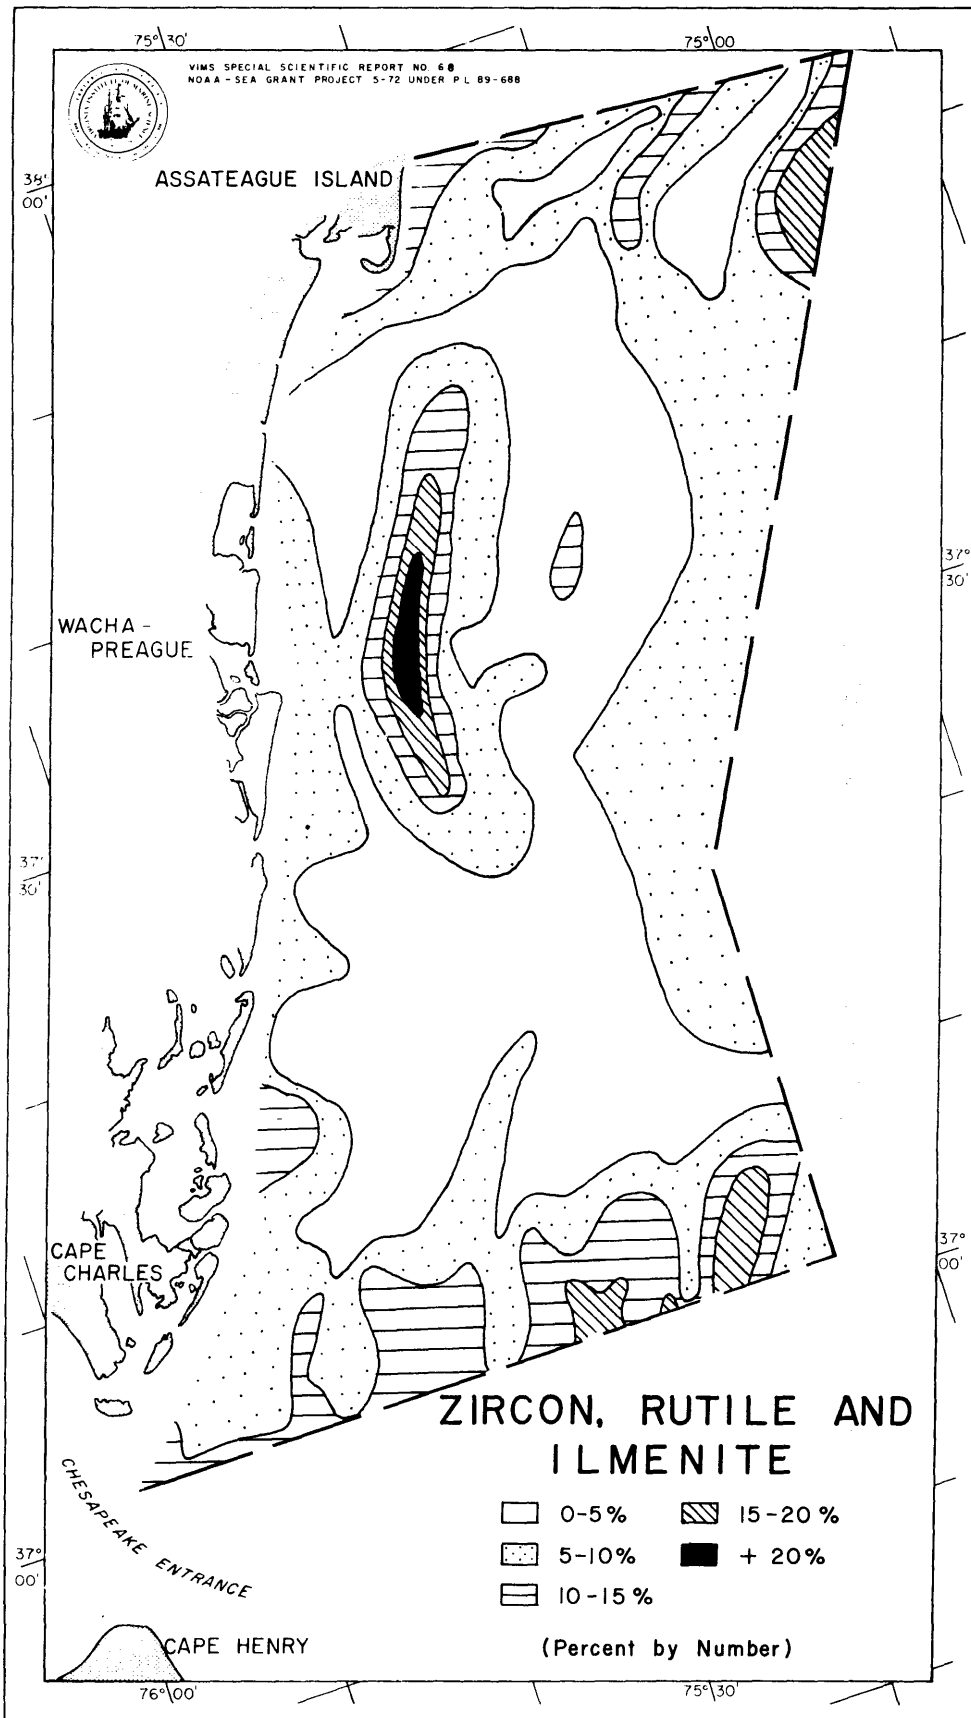 75°30'
75°00
VIMS SPECIAL SCIENTIFIC REPORT NO. 68
NOAA - SEA GRANT PROJECT 5-72 UNDER P L 89-688
38°
00'
ASSATEAGUE ISLAND
37°
30'
WACHA-
PREAGUE
37°
30'
CAPE
CHARLES
37°
00'
ZIRCON, RUTILE AND
ILMENITE
0-5%
15-20%
5-10%
+ 20%
10-15%
(Percent by Number)
CHESAPEAKE ENTRANCE
37°
00'
CAPE HENRY
76°00'
75°30'